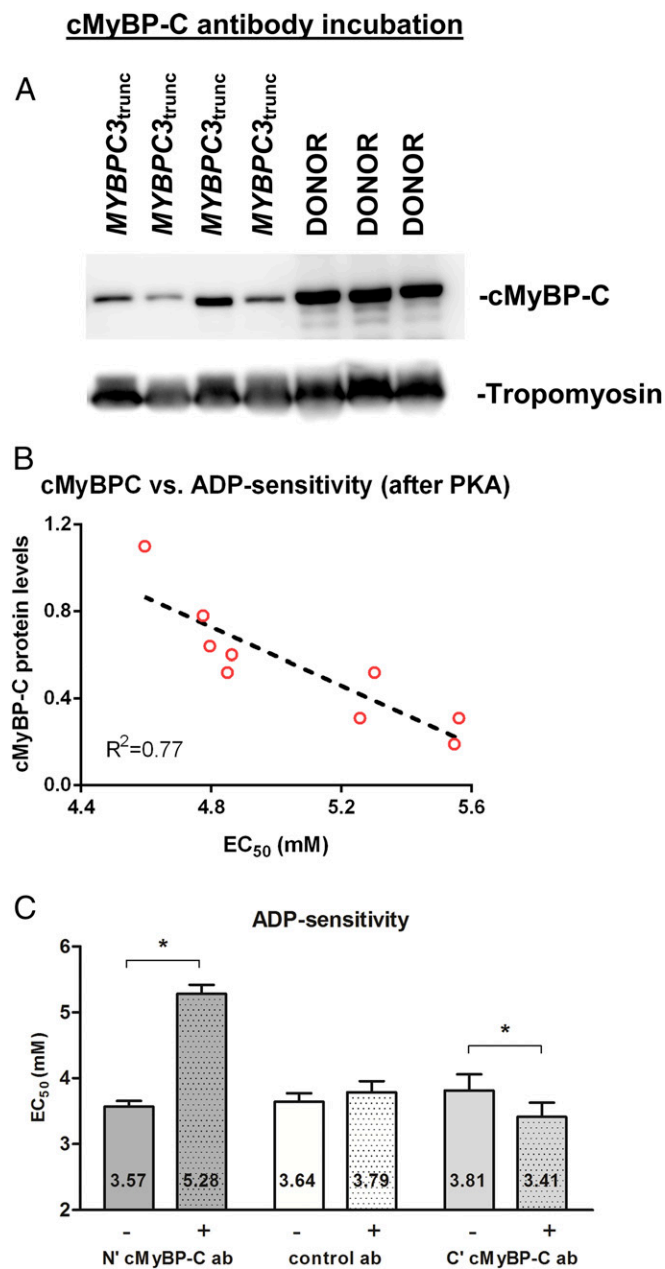 cMyBP-C antibody incubation
A
MYBPC3trunc
MYBPC3trunc
MYBPC3trunc
MYBPC3trunc
DONOR
DONOR
DONOR
-cMyBP-C
-Tropomyosin
B
cMyBPC vs. ADP-sensitivity (after PKA)
cMyBP-C protein levels
1.2
0.8
0.4
0.0
R²=0.77
4.4 4.8 5.2 5.6
EC₅₀ (mM)
C
ADP-sensitivity
EC₅₀ (mM)
6
5
4
3
2
* *
3.57 5.28 3.64 3.79 3.81 3.41
- + - + - +
N' cMyBP-C ab control ab C' cMyBP-C ab